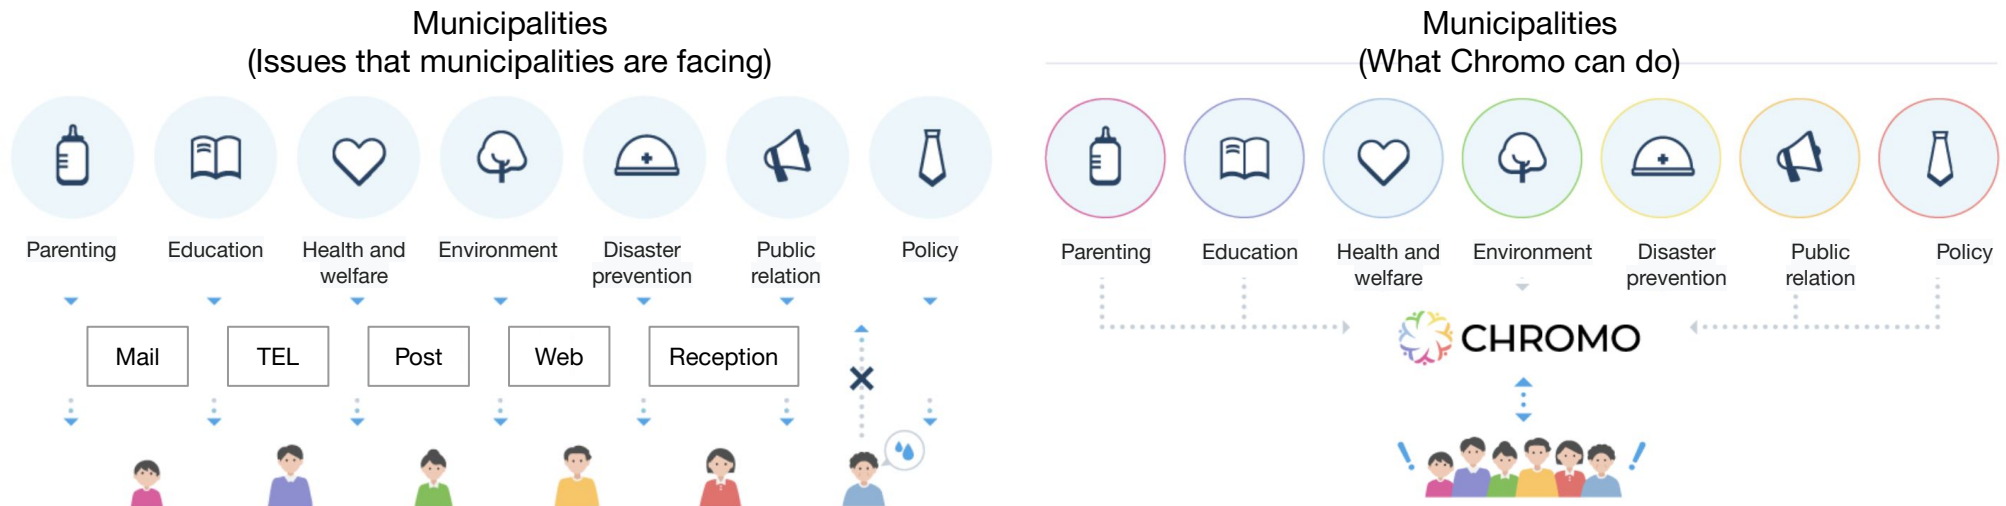 Municipalities
(Issues that municipalities are facing)
Parenting
Education
Health and
welfare
Environment
Disaster
prevention
Public
relation
Policy
Mail
TEL
Post
Web
Reception
Municipalities
(What Chromo can do)
Parenting
Education
Health and
welfare
Environment
Disaster
prevention
Public
relation
Policy
CHROMO